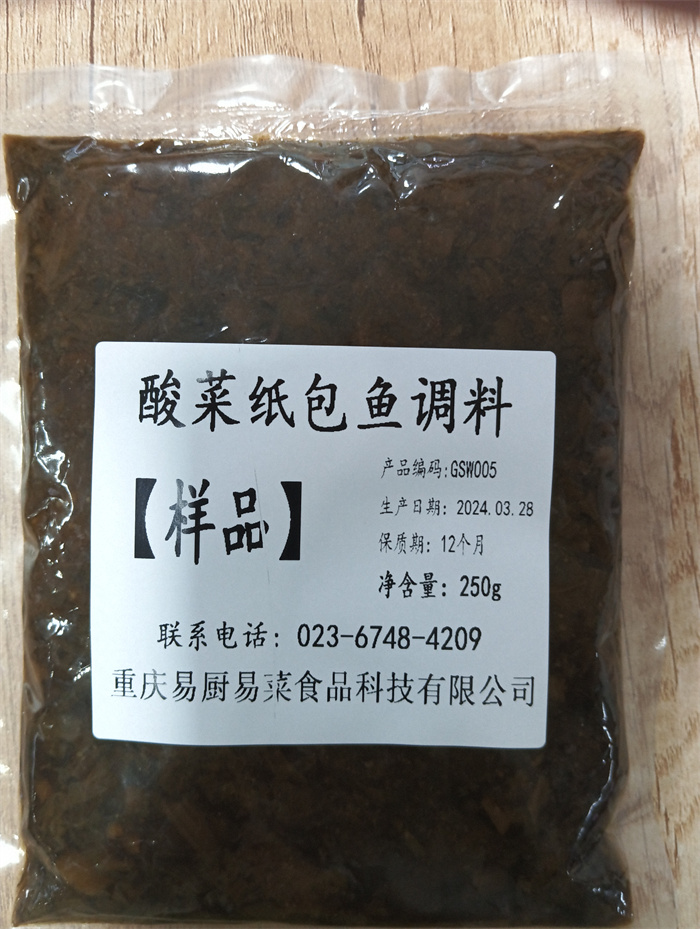 酸菜纸包鱼调料
【样品】
产品编码:GSW005
生产日期: 2024.03.28
保质期: 12个月
净含量: 250g
联系电话: 023-6748-4209
重庆易厨易菜食品科技有限公司